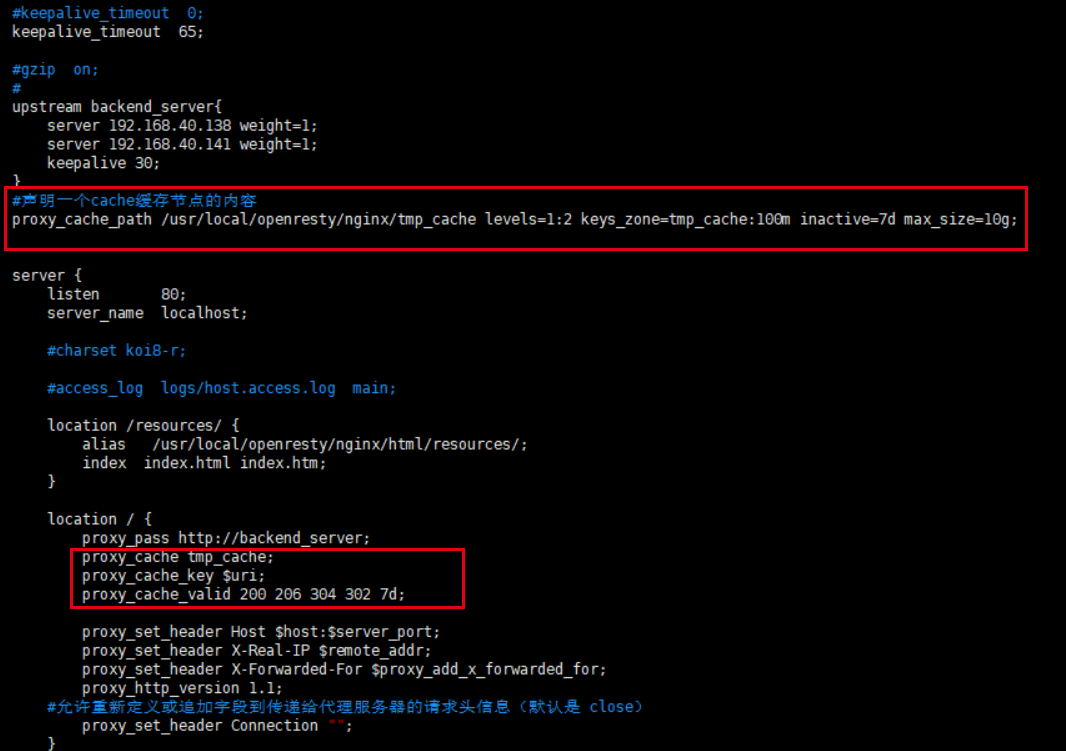 #keepalive_timeout  0;
keepalive_timeout  65;
#gzip  on;
#
upstream backend_server{
server 192.168.40.138 weight=1;
server 192.168.40.141 weight=1;
keepalive 30;
}
#声明一个cache缓存节点的内容
proxy_cache_path /usr/local/openresty/nginx/tmp_cache levels=1:2 keys_zone=tmp_cache:100m inactive=7d max_size=10g;
server {
listen       80;
server_name  localhost;
#charset koi8-r;
#access_log  logs/host.access.log  main;
location /resources/ {
alias   /usr/local/openresty/nginx/html/resources/;
index  index.html index.htm;
}
location / {
proxy_pass http://backend_server;
proxy_cache tmp_cache;
proxy_cache_key $uri;
proxy_cache_valid 200 206 304 302 7d;
proxy_set_header Host $host:$server_port;
proxy_set_header X-Real-IP $remote_addr;
proxy_set_header X-Forwarded-For $proxy_add_x_forwarded_for;
proxy_http_version 1.1;
#允许重新定义或追加字段到传递给代理服务器的请求头信息（默认是 close）
proxy_set_header Connection "";
}